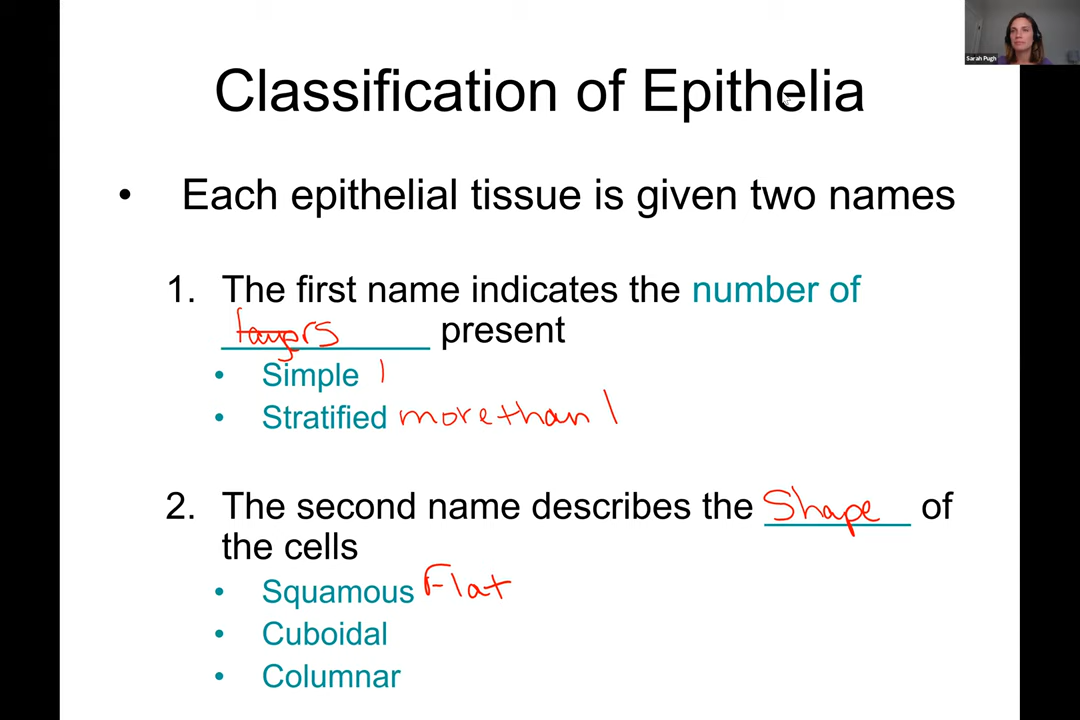 Sarah Pugh
Classification of Epithelia
• Each epithelial tissue is given two names
1. The first name indicates the number of
layers present
• Simple 1
• Stratified more than 1
2. The second name describes the Shape of
the cells
• Squamous Flat
• Cuboidal
• Columnar